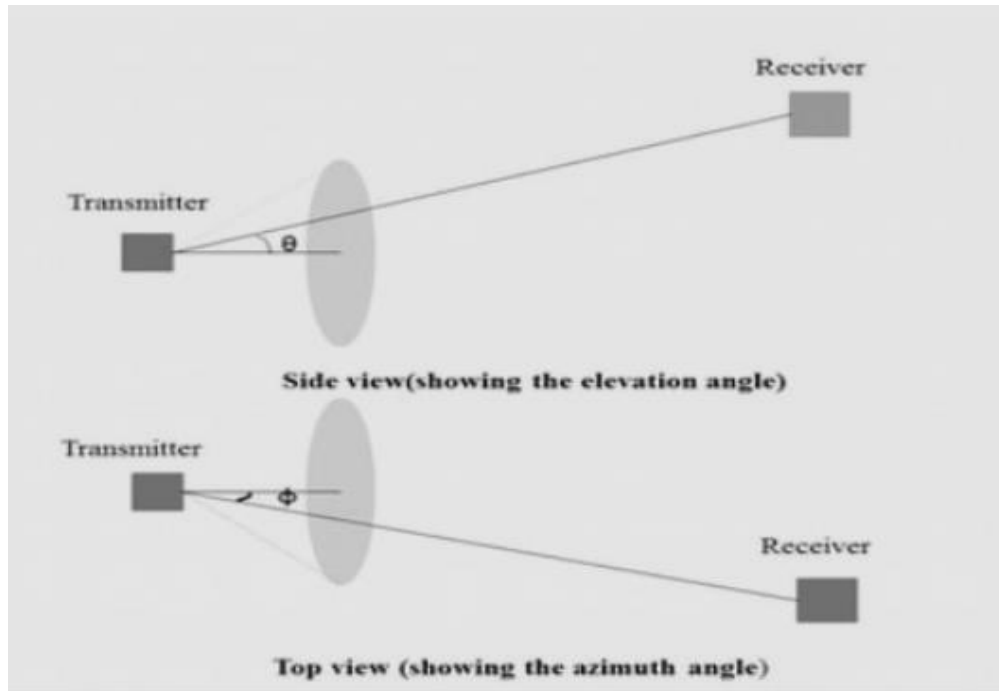 Receiver
Transmitter
θ
Side view(showing the elevation angle)
Transmitter
ϕ
Receiver
Top view (showing the azimuth angle)